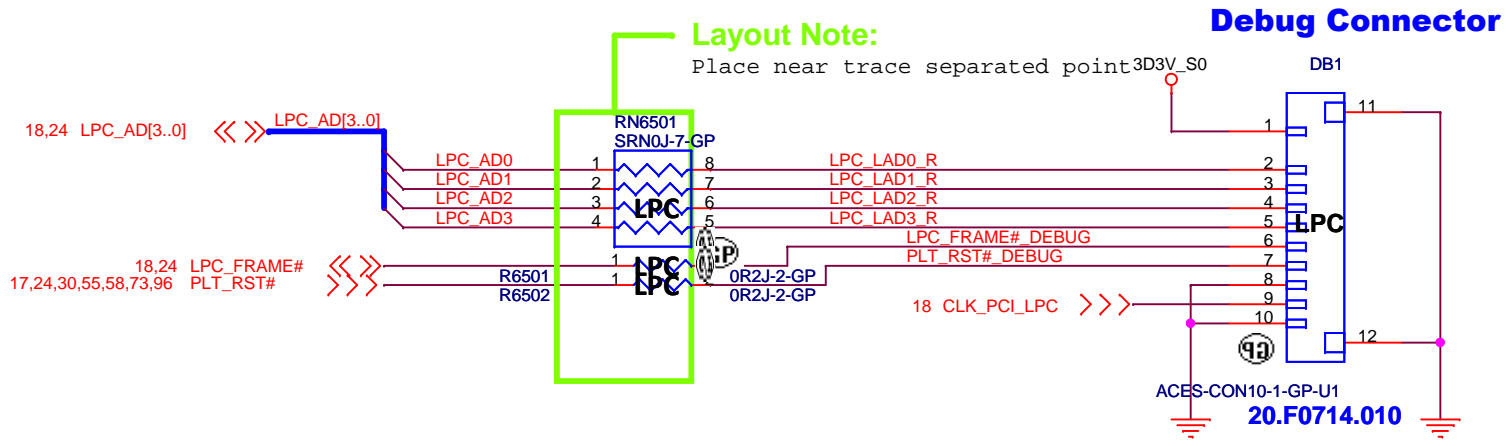 Debug Connector
Layout Note:
Place near trace separated point
3D3V_S0
DB1
18,24 LPC_AD[3..0]
LPC_AD[3..0]
RN6501
SRN0J-7-GP
LPC_AD0 1 8 LPC_LAD0_R 2
LPC_AD1 2 7 LPC_LAD1_R 3
LPC_AD2 3 6 LPC_LAD2_R 4
LPC_AD3 4 5 LPC_LAD3_R 5
LPC
LPC
1
11
LPC_FRAME#_DEBUG 6
PLT_RST#_DEBUG 7
18,24 LPC_FRAME# 1 LPC
GP
R6501 0R2J-2-GP
17,24,30,55,58,73,96 PLT_RST# 1 LPC
R6502 0R2J-2-GP
8
18 CLK_PCI_LPC 9
10
12
GP
ACES-CON10-1-GP-U1
20.F0714.010